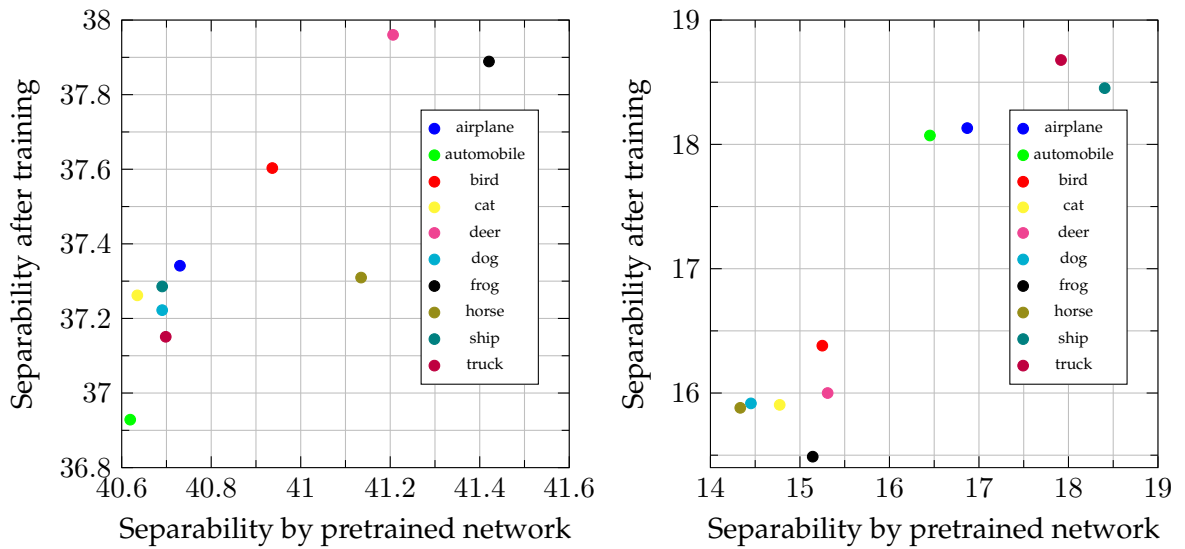 38
37.8
37.6
37.4
37.2
37
36.8
40.6
40.8
41
41.2
41.4
41.6
Separability after training
Separability by pretrained network
airplane
automobile
bird
cat
deer
dog
frog
horse
ship
truck
19
18
17
16
14
15
16
17
18
19
Separability after training
Separability by pretrained network
airplane
automobile
bird
cat
deer
dog
frog
horse
ship
truck